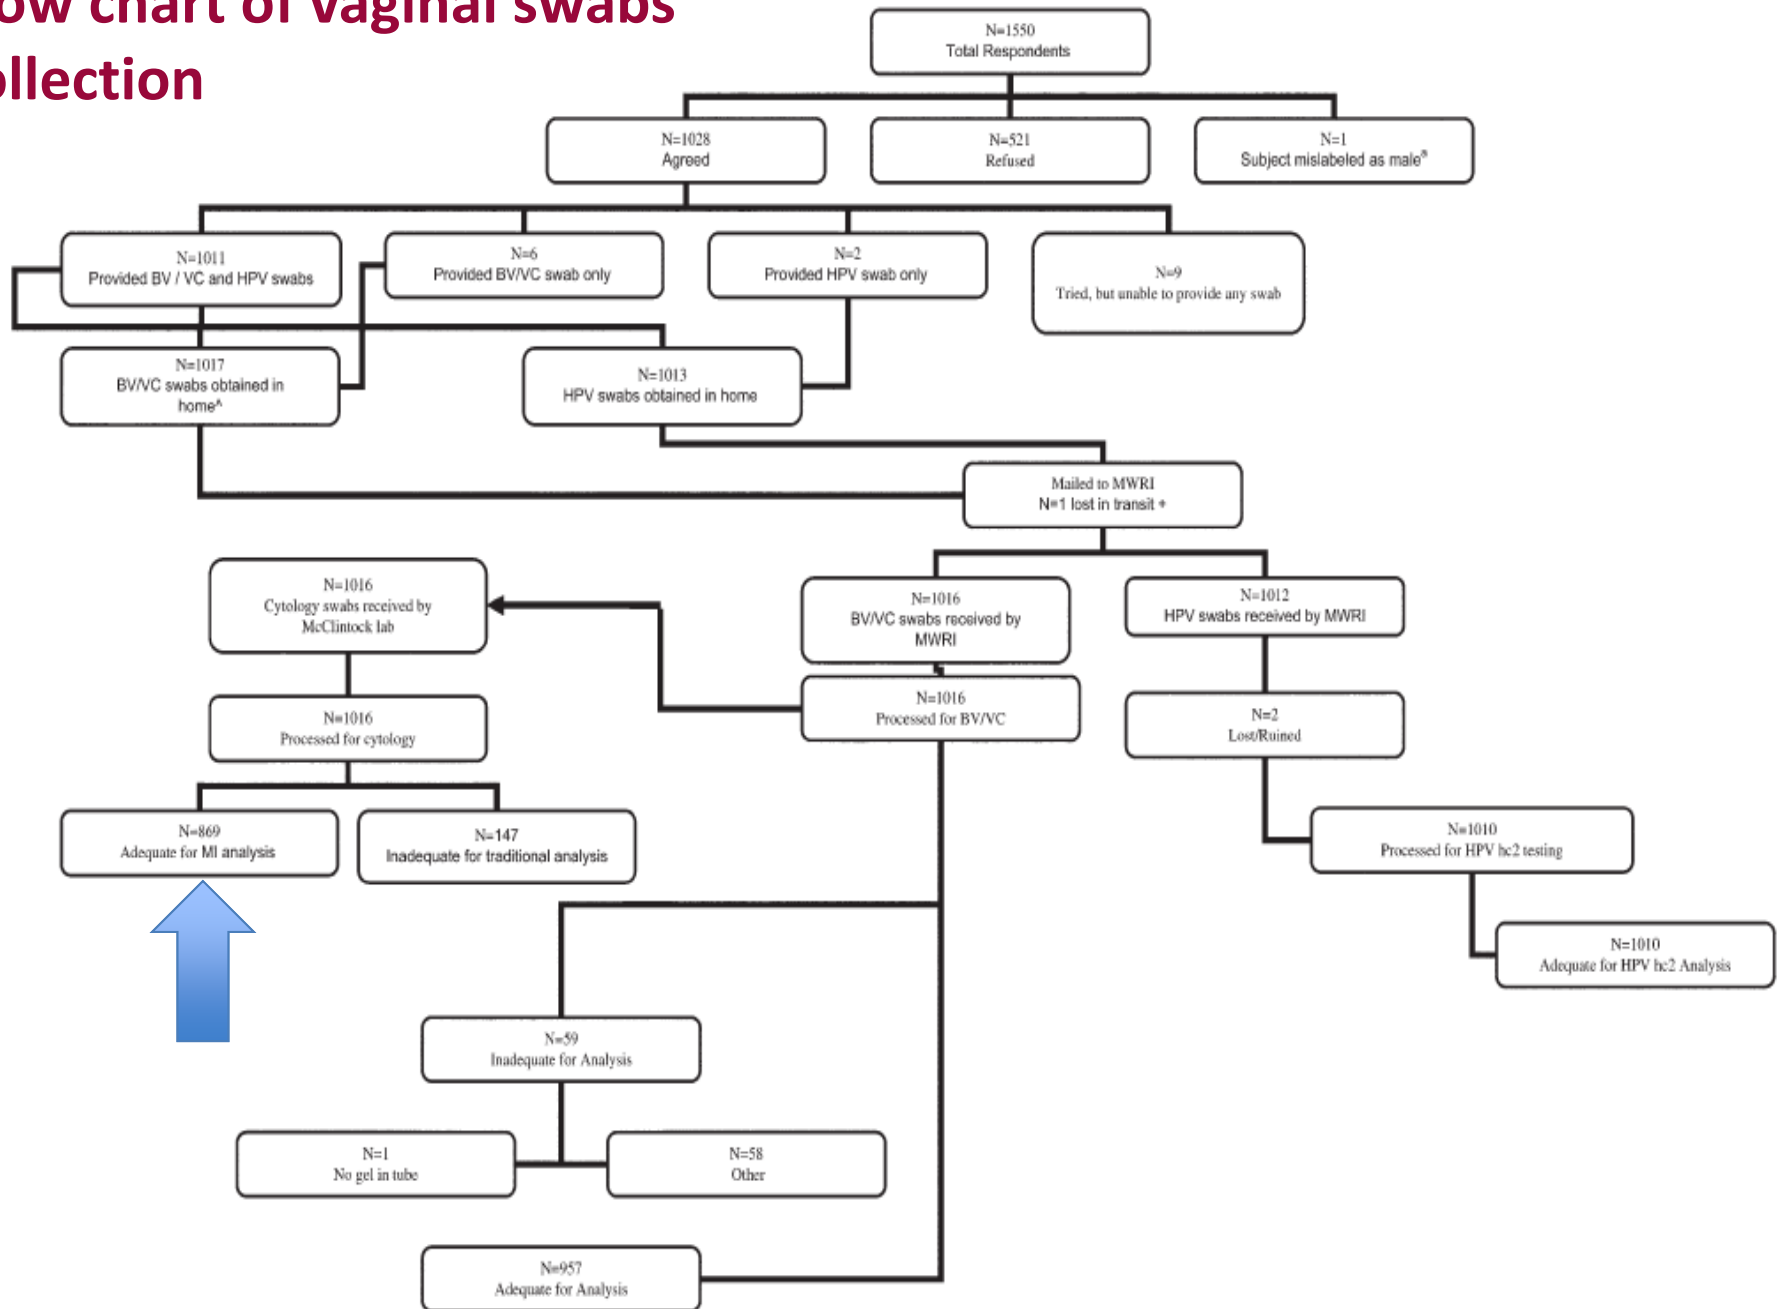 ow chart of vaginal swabs
ollection
N=1550
Total Respondents
N=1028
Agreed
N=521
Refused
N=1
Subject mislabeled as male
N=1011
Provided BV / VC and HPV swabs
N=6
Provided BV/VC swab only
N=2
Provided HPV swab only
N=9
Tried, but unable to provide any swab
N=1017
BV/VC swabs obtained in
home^
N=1013
HPV swabs obtained in home
Mailed to MWRI
N=1 lost in transit +
N=1016
Cytology swabs received by
McClintock lab
N=1016
BV/VC swabs received by
MWRI
N=1012
HPV swabs received by MWRI
N=1016
Processed for cytology
N=1016
Processed for BV/VC
N=2
Lost/Ruined
N=869
Adequate for MI analysis
N=147
Inadequate for traditional analysis
N=1010
Processed for HPV hc2 testing
N=1010
Adequate for HPV hc2 Analysis
N=59
Inadequate for Analysis
N=1
No gel in tube
N=58
Other
N=957
Adequate for Analysis